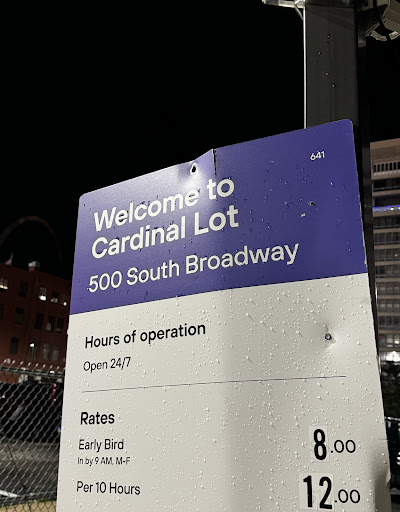 641
Welcome to
Cardinal Lot
500 South Broadway
Hours of operation
Open 24/7
Rates
Early Bird 8.00
In by 9 AM, M-F
Per 10 Hours 12.00